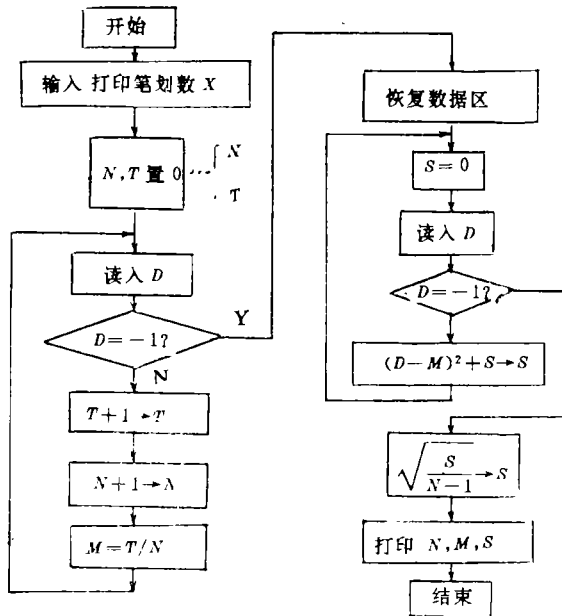 开始
输入 打印笔划数 X
N, T 置 0 … N
T
读入 D
D=-1?
Y
N
T+1→T
N+1→N
M=T/N
恢复数据区
S=0
读入 D
D=-1?
(D-M)²+S→S
√(S/(N-1))→S
打印 N, M, S
结束